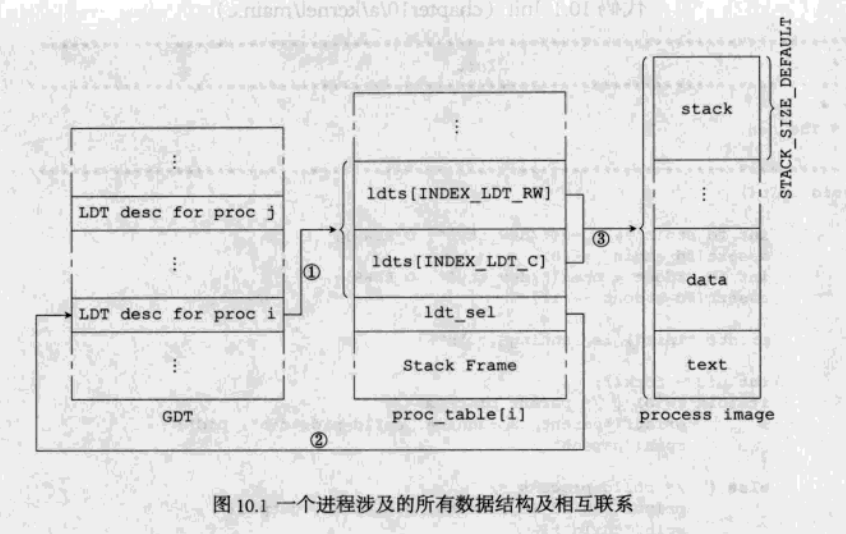 stack
STACK_SIZE_DEFAULT
⋮
⋮
LDT desc for proc j
⋮
LDT desc for proc i
⋮
GDT
ldts[INDEX_LDT_RW]
ldts[INDEX_LDT_C]
ldt_sel
Stack Frame
proc_table[i]
⋮
data
text
process image
①
②
③
图 10.1 一个进程涉及的所有数据结构及相互联系